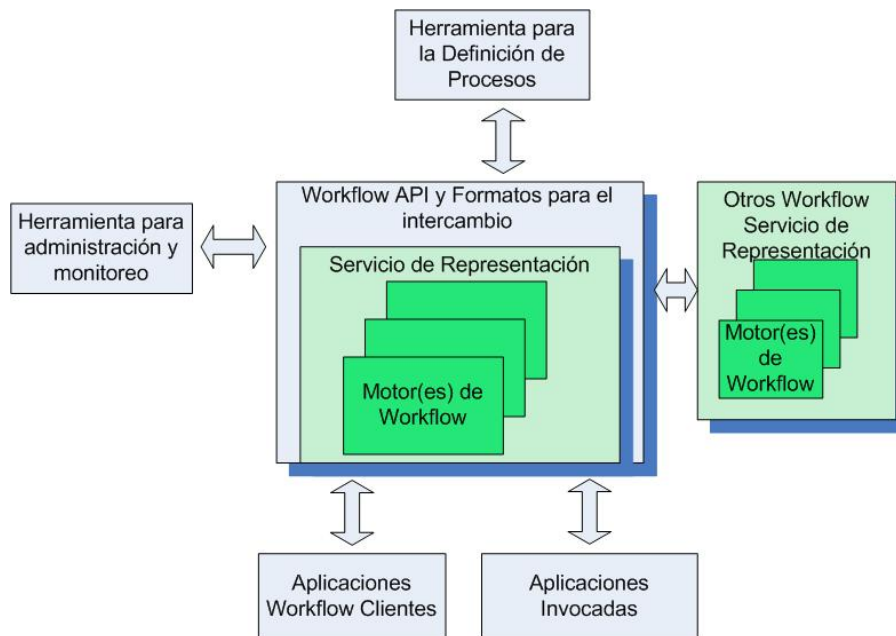 Herramienta para
la Definición de
Procesos
Workflow API y Formatos para el
intercambio
Otros Workflow
Servicio de
Representación
Herramienta para
administración y
monitoreo
Servicio de Representación
Motor(es)
de
Workflow
Motor(es) de
Workflow
Aplicaciones
Workflow Clientes
Aplicaciones
Invocadas